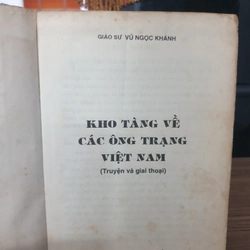 GIÁO SƯ VŨ NGỌC KHÁNH
KHO TÀNG VỀ
CÁC ÔNG TRẠNG
VIỆT NAM
(Truyện và giai thoại)